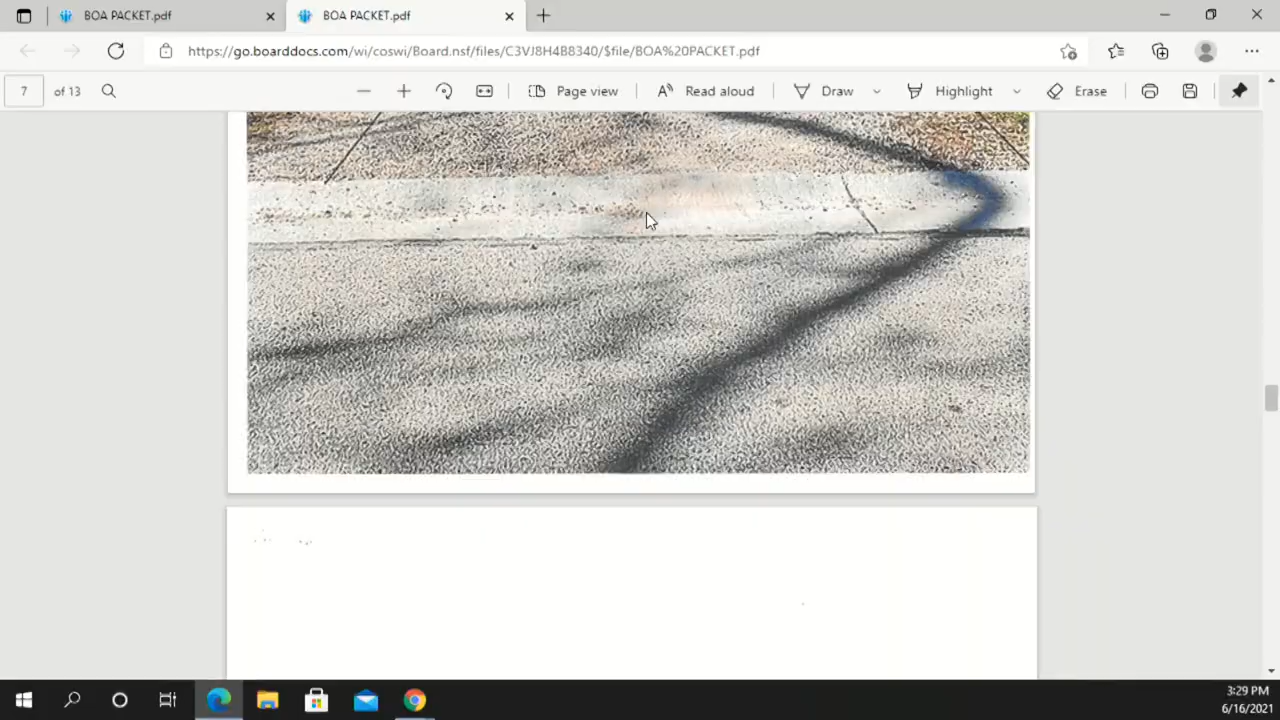 BOA PACKET.pdf
BOA PACKET.pdf
https://go.boarddocs.com/wi/coswi/Board.nsf/files/C3VJ8H4B8340/$file/BOA%20PACKET.pdf
7 of 13
Page view
Read aloud
Draw
Highlight
Erase
3:29 PM
6/16/2021